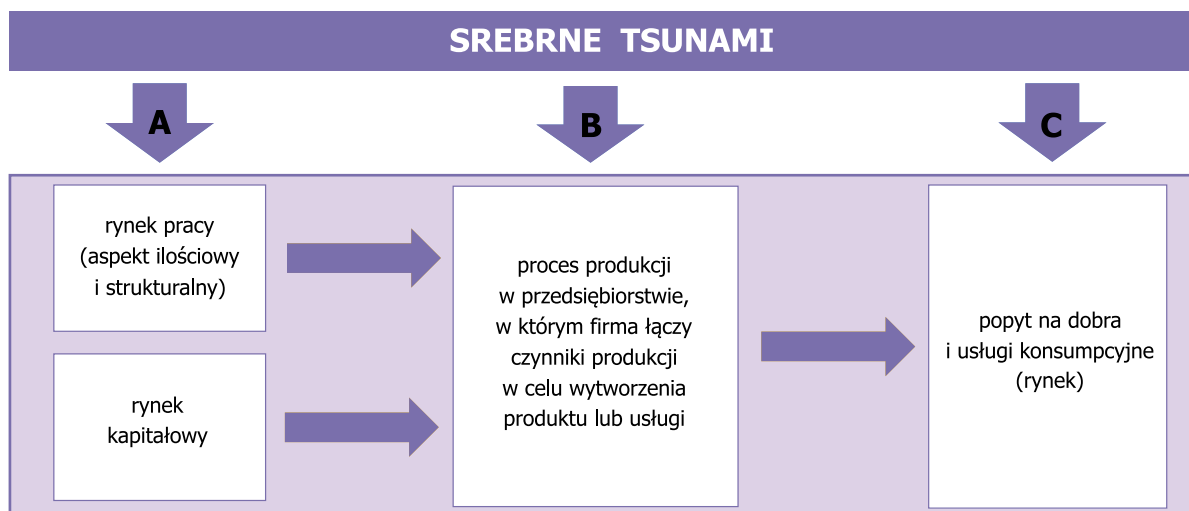 SREBRNE TSUNAMI
A
B
C
rynek pracy
(aspekt ilościowy
i strukturalny)
rynek
kapitałowy
proces produkcji
w przedsiębiorstwie,
w którym firma łączy
czynniki produkcji
w celu wytworzenia
produktu lub usługi
popyt na dobra
i usługi konsumpcyjne
(rynek)